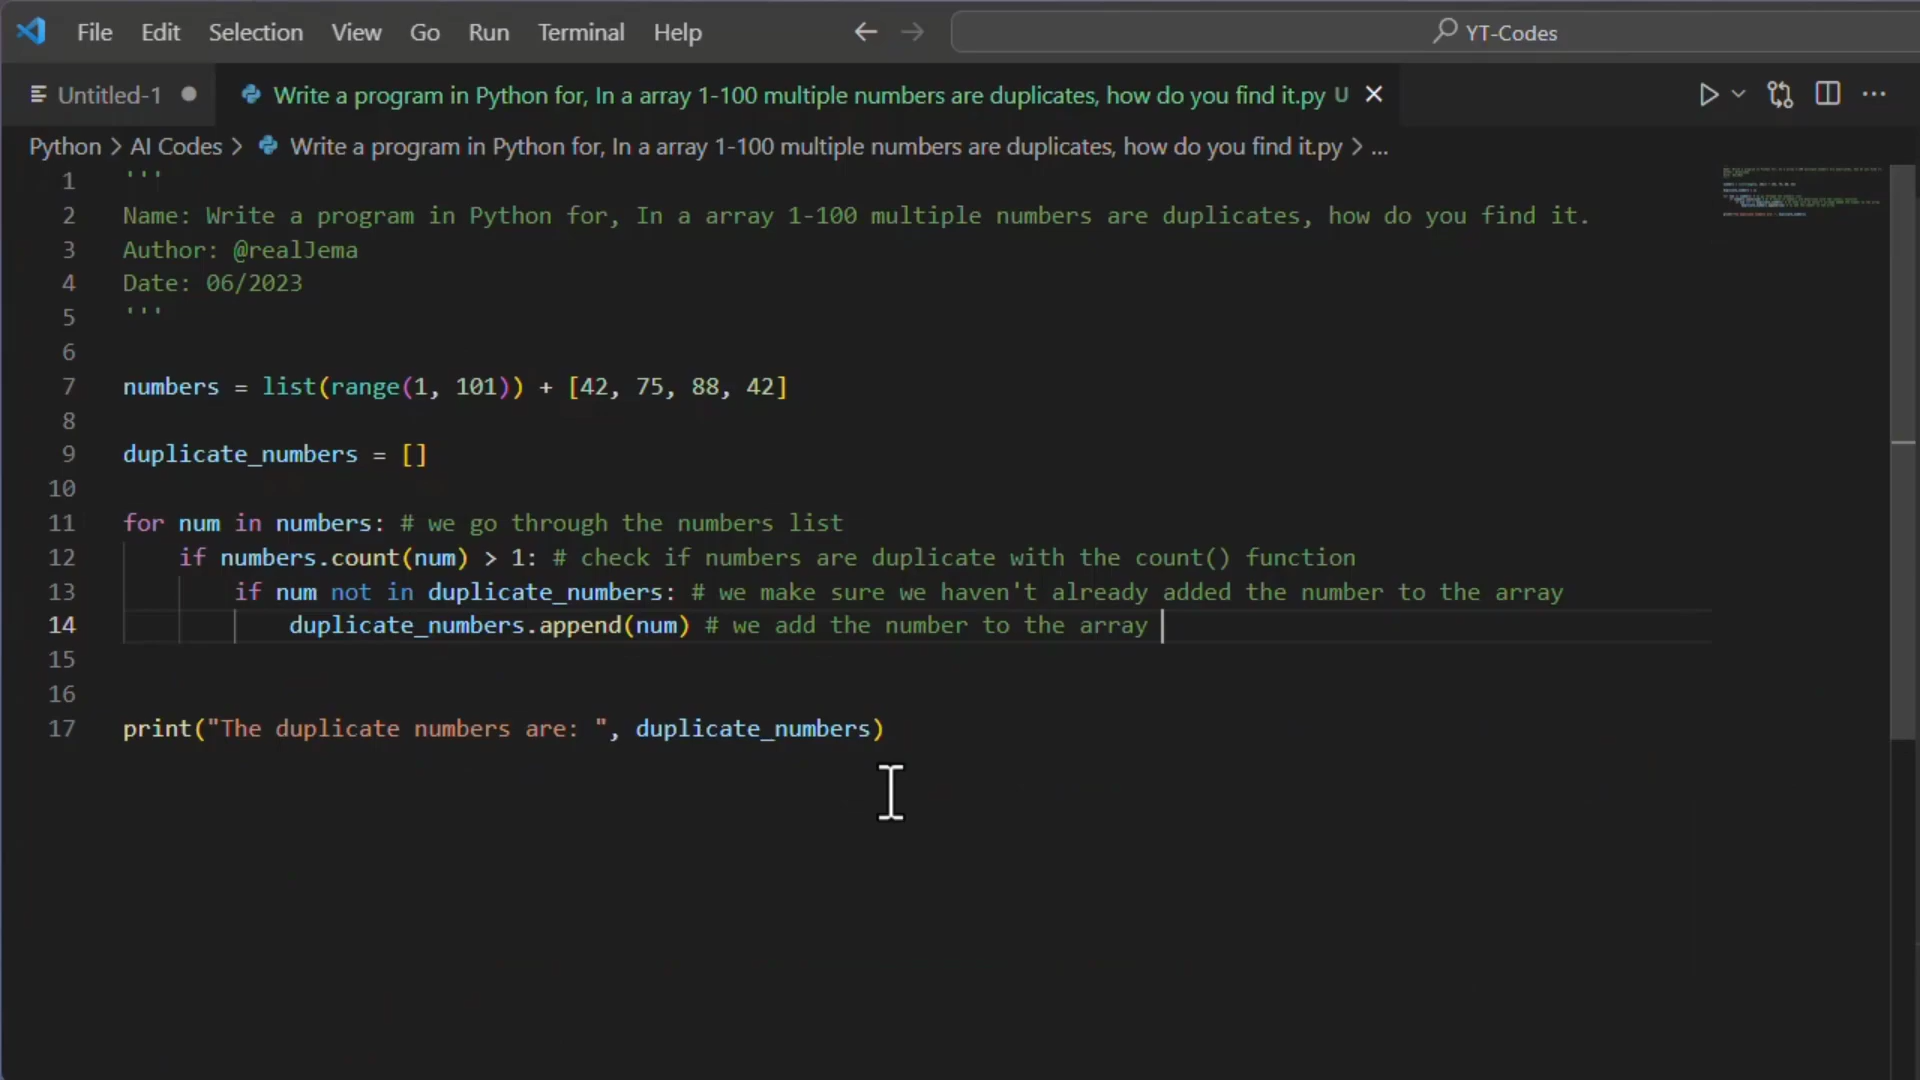 File Edit Selection View Go Run Terminal Help YT-Codes
Untitled-1 Write a program in Python for, In a array 1-100 multiple numbers are duplicates, how do you find it.py U
Python > AI Codes > Write a program in Python for, In a array 1-100 multiple numbers are duplicates, how do you find it.py > ...
1 '''
2 Name: Write a program in Python for, In a array 1-100 multiple numbers are duplicates, how do you find it.
3 Author: @realJema
4 Date: 06/2023
5 '''
6
7 numbers = list(range(1, 101)) + [42, 75, 88, 42]
8
9 duplicate_numbers = []
10
11 for num in numbers: # we go through the numbers list
12 if numbers.count(num) > 1: # check if numbers are duplicate with the count() function
13 if num not in duplicate_numbers: # we make sure we haven't already added the number to the array
14 duplicate_numbers.append(num) # we add the number to the array
15
16
17 print("The duplicate numbers are: ", duplicate_numbers)